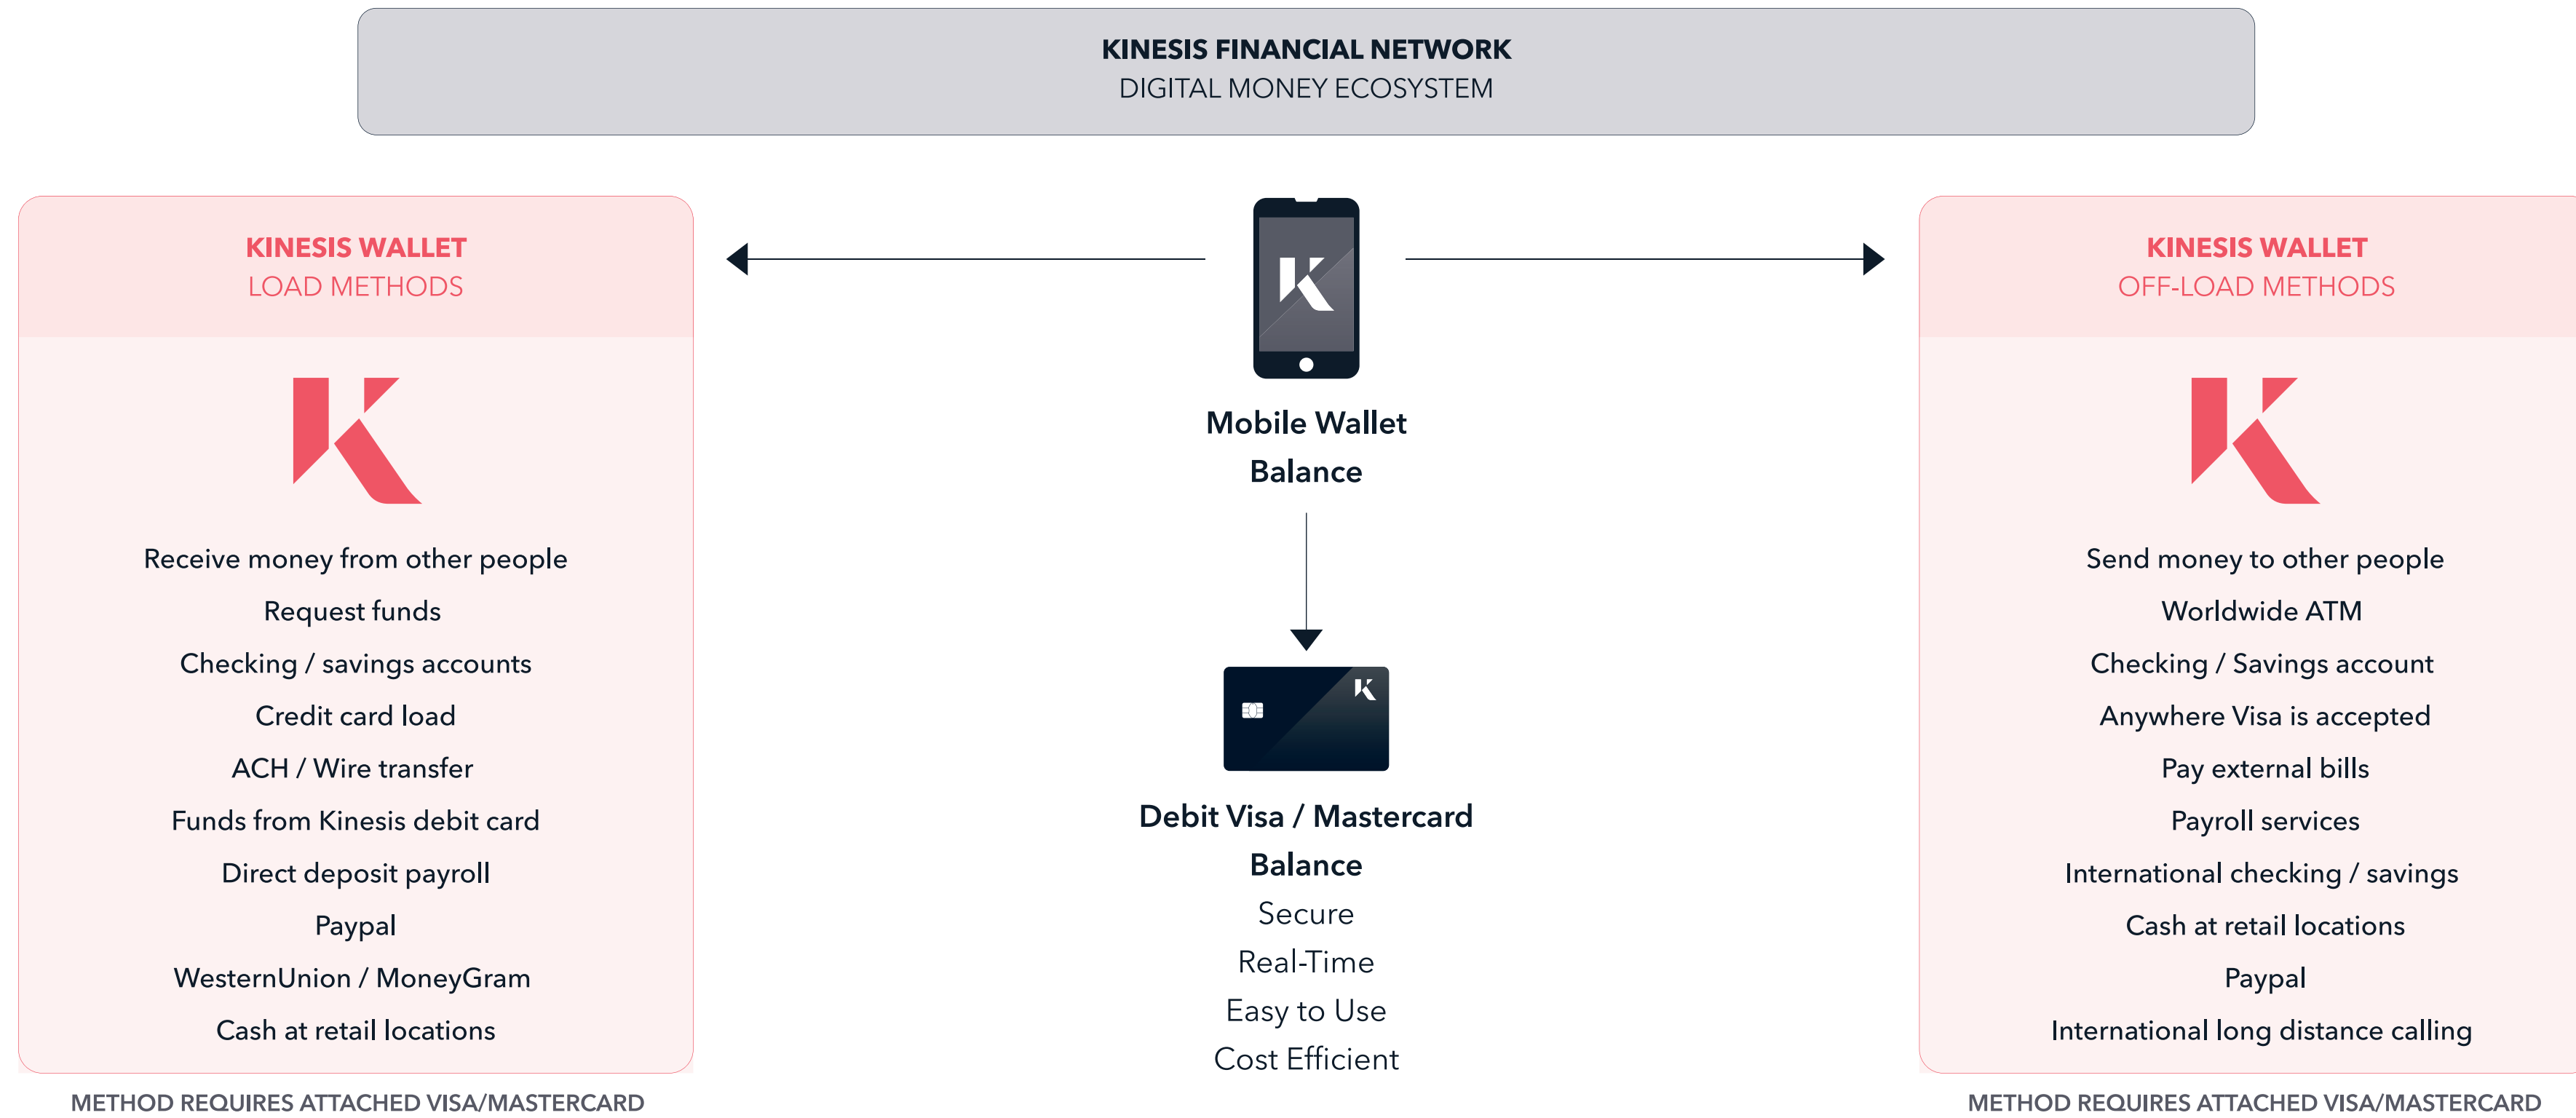 KINESIS FINANCIAL NETWORK
DIGITAL MONEY ECOSYSTEM
KINESIS WALLET
LOAD METHODS
Receive money from other people
Request funds
Checking / savings accounts
Credit card load
ACH / Wire transfer
Funds from Kinesis debit card
Direct deposit payroll
Paypal
WesternUnion / MoneyGram
Cash at retail locations
METHOD REQUIRES ATTACHED VISA/MASTERCARD
Mobile Wallet
Balance
Debit Visa / Mastercard
Balance
Secure
Real-Time
Easy to Use
Cost Efficient
KINESIS WALLET
OFF-LOAD METHODS
Send money to other people
Worldwide ATM
Checking / Savings account
Anywhere Visa is accepted
Pay external bills
Payroll services
International checking / savings
Cash at retail locations
Paypal
International long distance calling
METHOD REQUIRES ATTACHED VISA/MASTERCARD